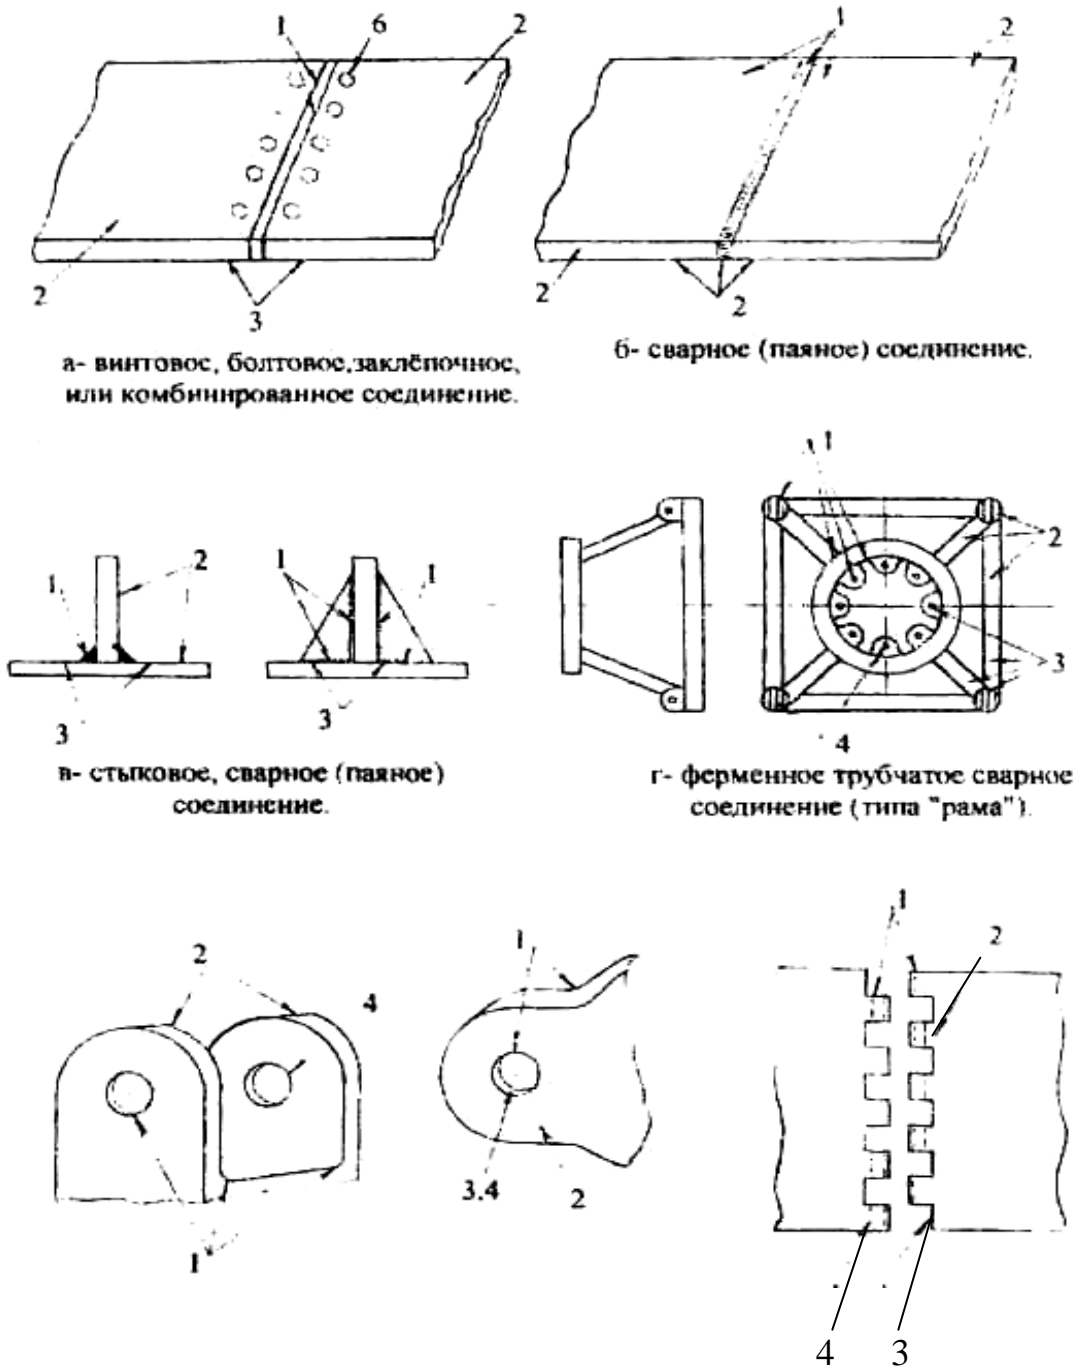 1 6 2
2 3
1 2
2 2
а- винтовое, болтовое,заклёпочное,
или комбинированное соединение.
б- сварное (паяное) соединение.
1 2 1 1
3 3
1
2
3
4
в- стыковое, сварное (паяное)
соединение.
г- ферменное трубчатое сварное
соединение (типа "рама").
2 4
1
1
3.4 2
1 2
4 3